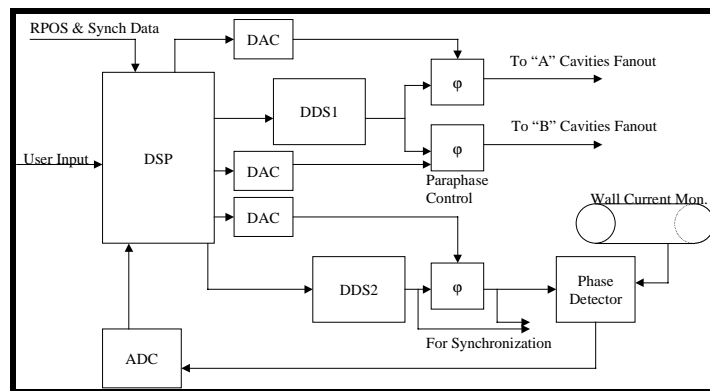 RPOS & Synch Data
DAC
To “A” Cavities Fanout
φ
DDS1
To “B” Cavities Fanout
φ
User Input
DSP
DAC
Paraphase
Control
DAC
Wall Current Mon.
DDS2
φ
Phase
Detector
For Synchronization
ADC